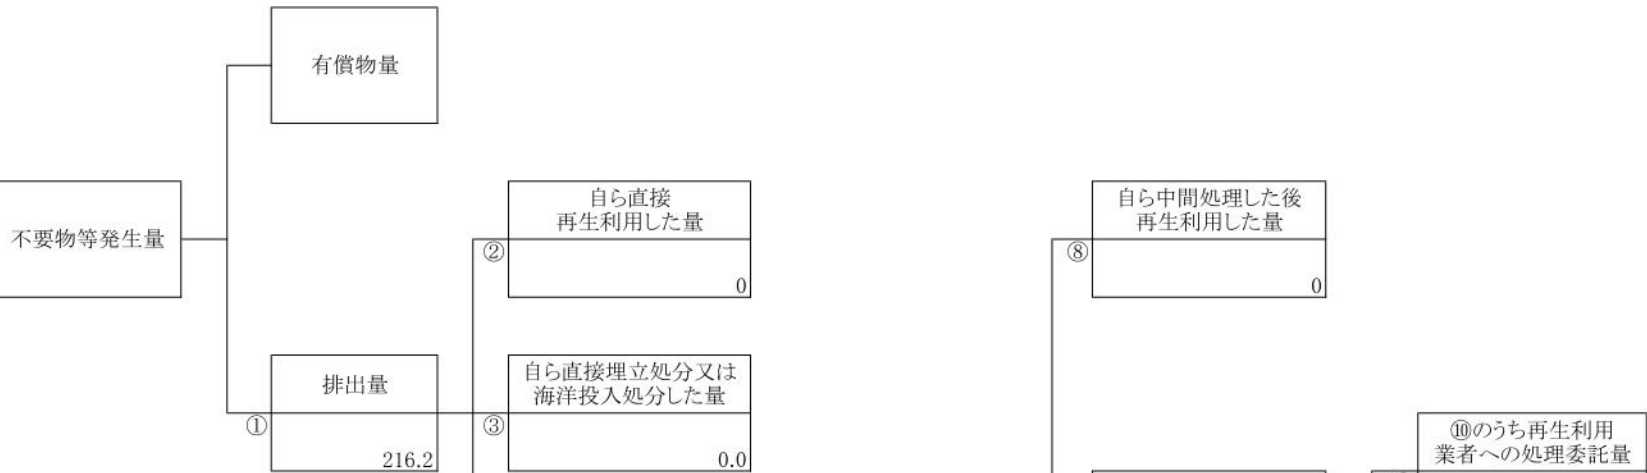 有償物量
不要物等発生量
自ら直接
再生利用した量
②
0
自ら中間処理した後
再生利用した量
⑧
0
排出量
①
216.2
自ら直接埋立処分又は
海洋投入処分した量
③
0.0
⑩のうち再生利用
業者への処理委託量